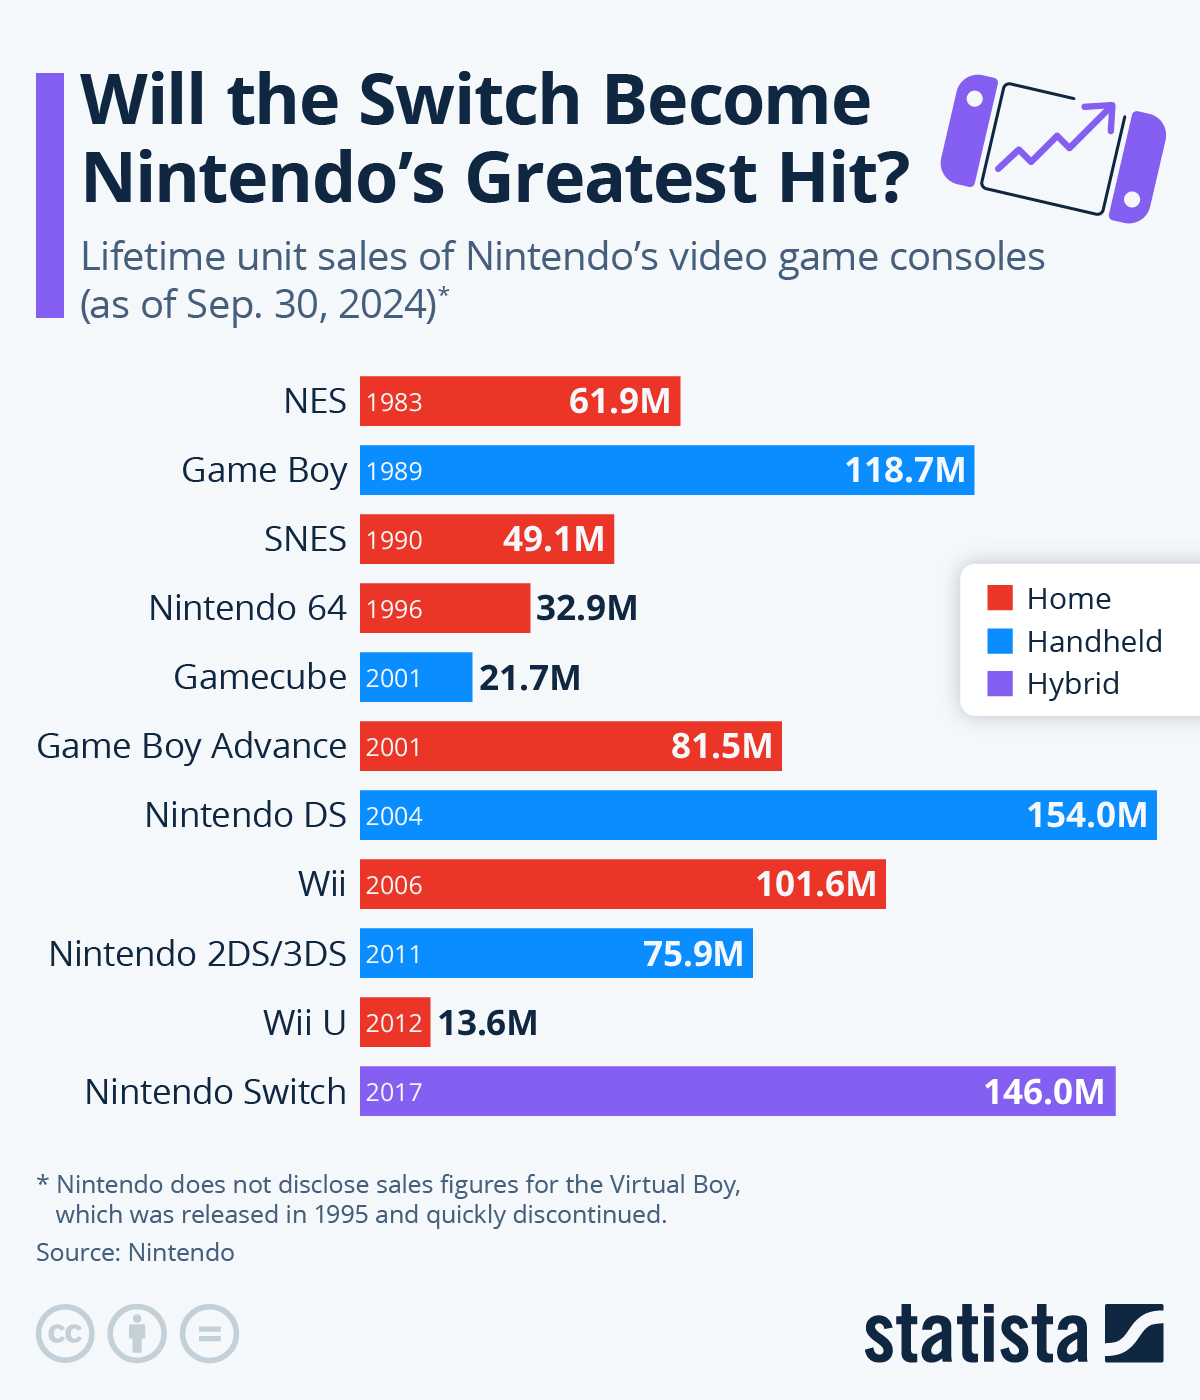 Will the Switch Become
Nintendo’s Greatest Hit?
Lifetime unit sales of Nintendo’s video game consoles
(as of Sep. 30, 2024)*
NES 1983 61.9M
Game Boy 1989 118.7M
SNES 1990 49.1M
Nintendo 64 1996 32.9M
Gamecube 2001 21.7M
Game Boy Advance 2001 81.5M
Nintendo DS 2004 154.0M
Wii 2006 101.6M
Nintendo 2DS/3DS 2011 75.9M
Wii U 2012 13.6M
Nintendo Switch 2017 146.0M
Home
Handheld
Hybrid
* Nintendo does not disclose sales figures for the Virtual Boy,
which was released in 1995 and quickly discontinued.
Source: Nintendo
cc
statista